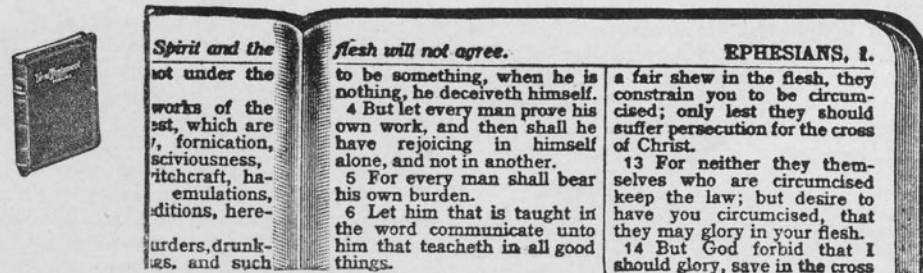 New Testament
Spirit and the
not under the
works of the
est, which are
, fornication,
sciviousness,
ritchcraft, ha-
emulations,
ditions, here-
urders, drunk-
gs, and such
flesh will not agree.
to be something, when he is
nothing, he deceiveth himself.
4 But let every man prove his
own work, and then shall he
have rejoicing in himself
alone, and not in another.
5 For every man shall bear
his own burden.
6 Let him that is taught in
the word communicate unto
him that teacheth in all good
things.
EPHESIANS, I.
a fair shew in the flesh, they
constrain you to be circum-
cised; only lest they should
suffer persecution for the cross
of Christ.
13 For neither they them-
selves who are circumcised
keep the law; but desire to
have you circumcised, that
they may glory in your flesh.
14 But God forbid that I
should glory, save in the cross